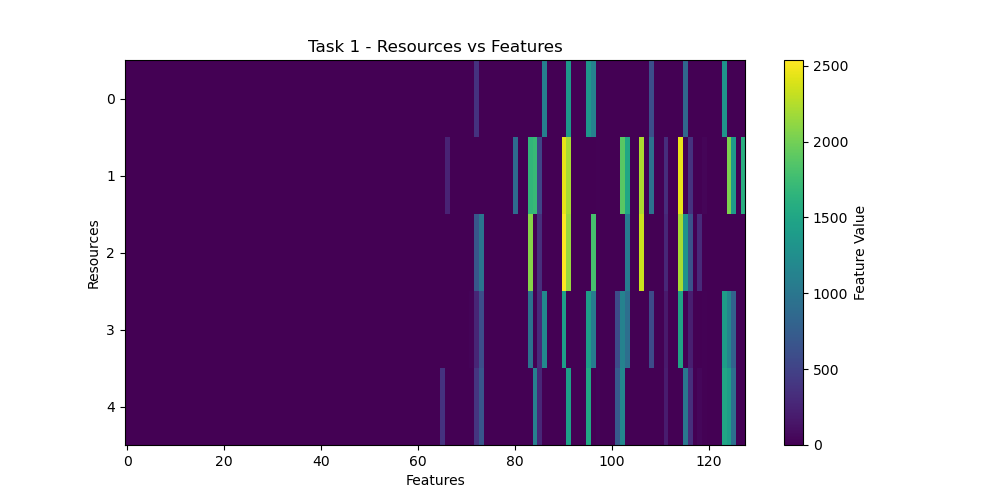 Task 1 - Resources vs Features
Resources
0
1
2
3
4
0 20 40 60 80 100 120
Features
2500
2000
1500
1000
500
0
Feature Value